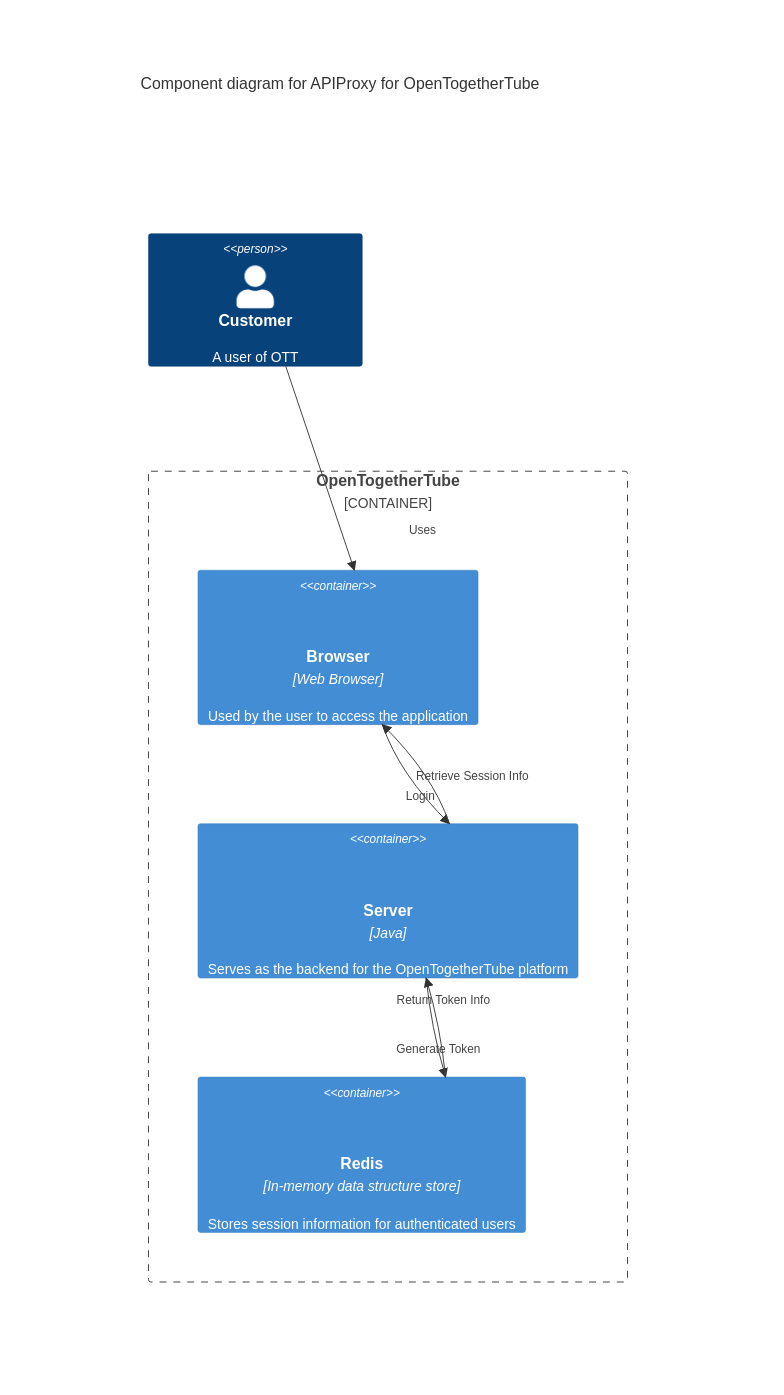 Component diagram for APIProxy for OpenTogetherTube
<<person>>
Customer
A user of OTT
OpenTogetherTube
[CONTAINER]
Uses
<<container>>
Browser
[Web Browser]
Used by the user to access the application
Retrieve Session Info
Login
<<container>>
Server
[Java]
Serves as the backend for the OpenTogetherTube platform
Return Token Info
Generate Token
<<container>>
Redis
[In-memory data structure store]
Stores session information for authenticated users